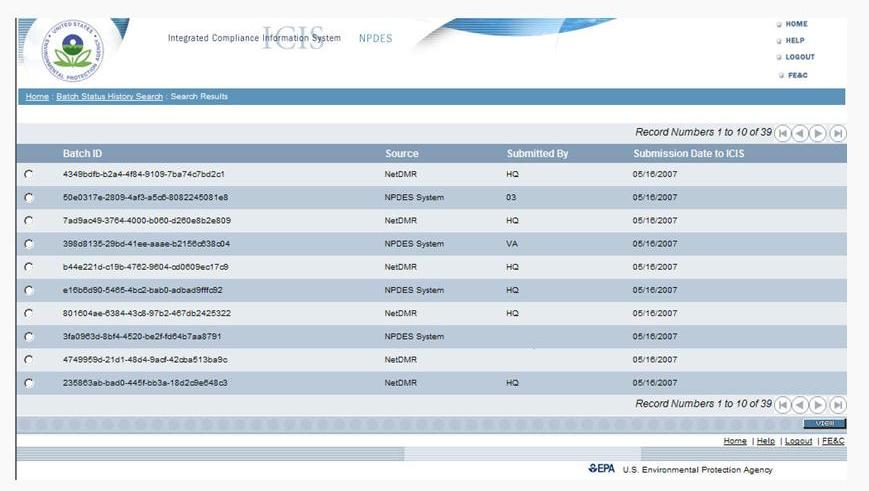 UNITED STATES
ENVIRONMENTAL PROTECTION AGENCY
Integrated Compliance Information System
ICIS
NPDES
HOME
HELP
LOGOUT
FE&C
Home : Batch Status History Search : Search Results
Record Numbers 1 to 10 of 39
Batch ID Source Submitted By Submission Date to ICIS
4349bdfb-b2a4-4f84-9109-7ba74c7bd2c1 NetDMR HQ 05/16/2007
50e0317e-2809-4af3-a5c6-8082245081e8 NPDES System 03 05/16/2007
7ad9ac49-3764-4000-b060-d260e8b2e809 NetDMR HQ 05/16/2007
398d8135-29bd-41ee-aaae-b2156c638c04 NPDES System VA 05/16/2007
b44e221d-c19b-4762-9604-cd0609ec17c9 NetDMR HQ 05/16/2007
e16b6d90-5465-4bc2-bab0-adbad9fffc92 NPDES System HQ 05/16/2007
801604ae-6384-43c8-97b2-467db2425322 NetDMR HQ 05/16/2007
3fa0963d-8bf4-4520-be2f-fd64b7aa8791 NPDES System 05/16/2007
4749959d-21d1-48d4-9acf-42cba513ba9c NetDMR 05/16/2007
235863ab-bad0-445f-bb3a-18d2c9e648c3 NetDMR HQ 05/16/2007
Record Numbers 1 to 10 of 39
VIEW
Home | Help | Logout | FE&C
EPA U.S. Environmental Protection Agency